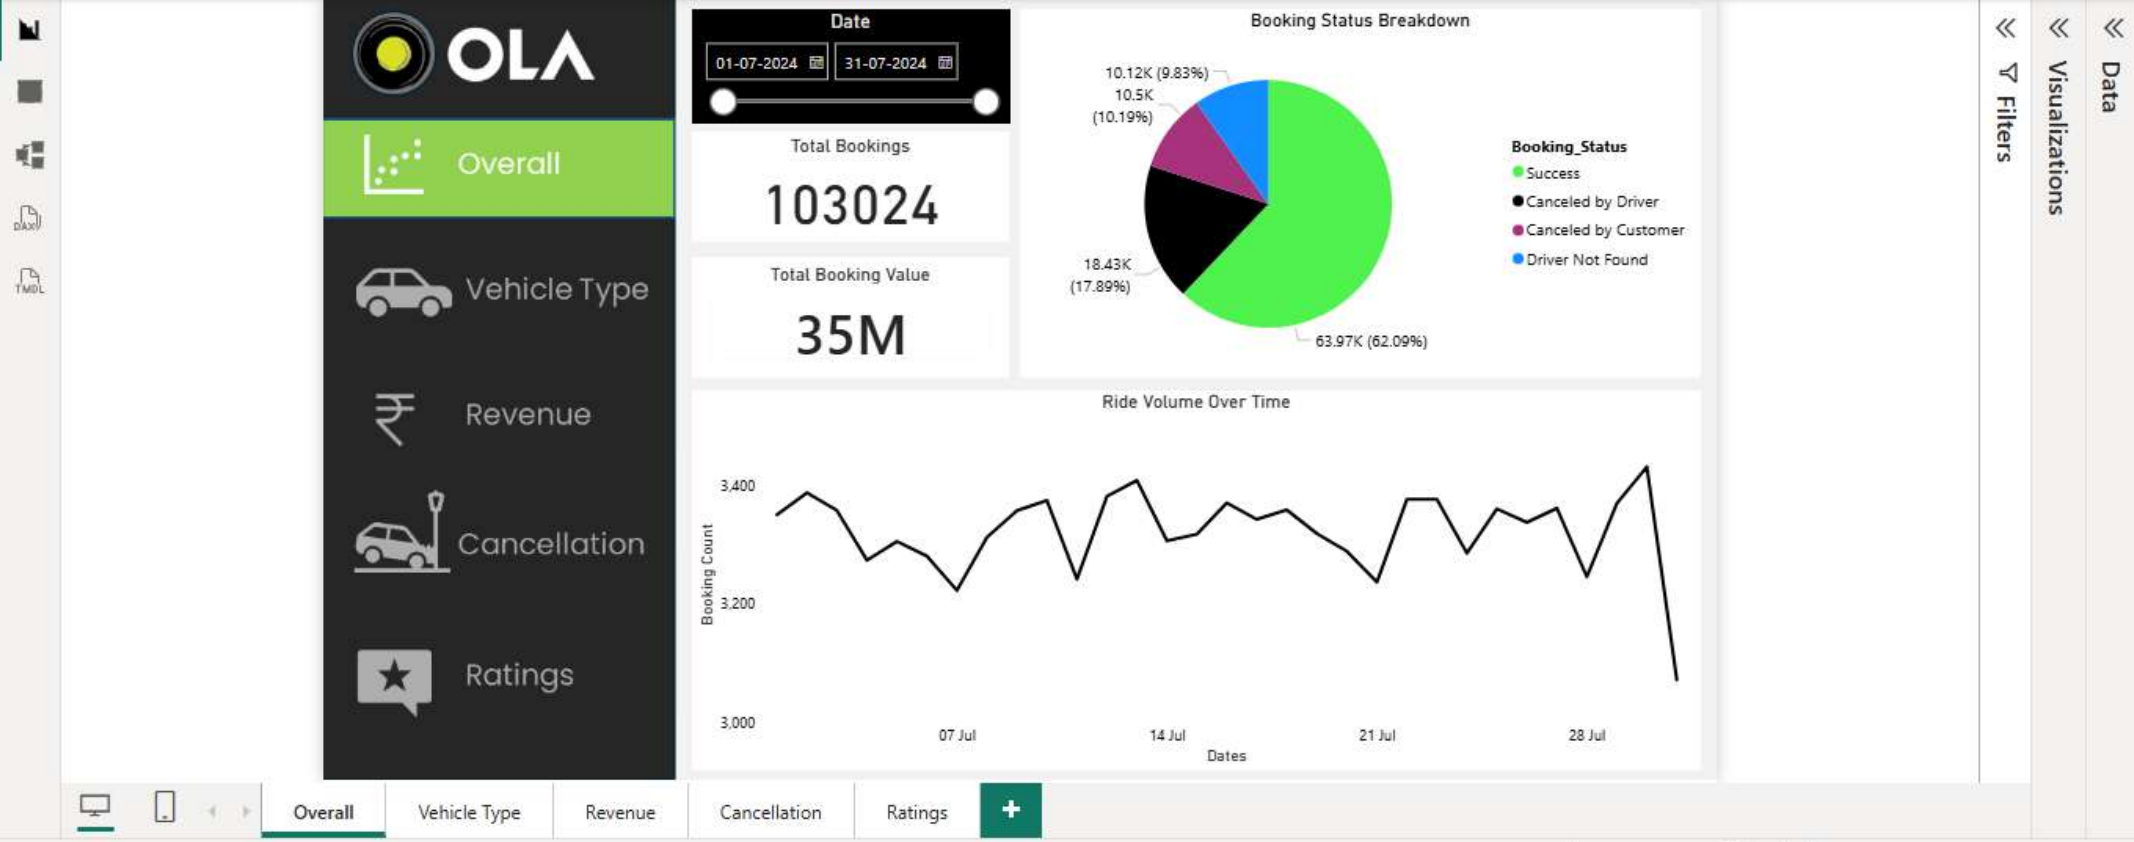 OLA
Overall
Vehicle Type
Revenue
Cancellation
Ratings
Date
01-07-2024
31-07-2024
Total Bookings
103024
Total Booking Value
35M
Booking Status Breakdown
10.12K (9.83%)
10.5K
(10.19%)
18.43K
(17.89%)
63.97K (62.09%)
Booking_Status
Success
Canceled by Driver
Canceled by Customer
Driver Not Found
Ride Volume Over Time
Booking Count
3,400
3,200
3,000
07 Jul
14 Jul
21 Jul
28 Jul
Dates
Filters
Visualizations
Data
DAX
TMDL
Overall
Vehicle Type
Revenue
Cancellation
Ratings
+